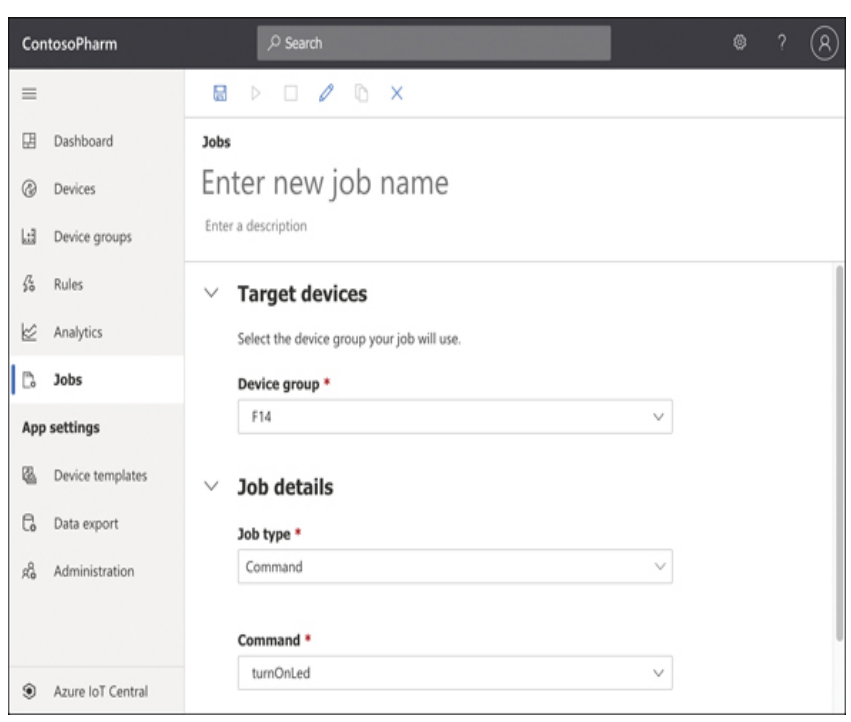 ContosoPharm
Search
?
Dashboard
Devices
Device groups
Rules
Analytics
Jobs
App settings
Device templates
Data export
Administration
Azure IoT Central
Jobs
Enter new job name
Enter a description
Target devices
Select the device group your job will use.
Device group *
F14
Job details
Job type *
Command
Command *
turnOnLed